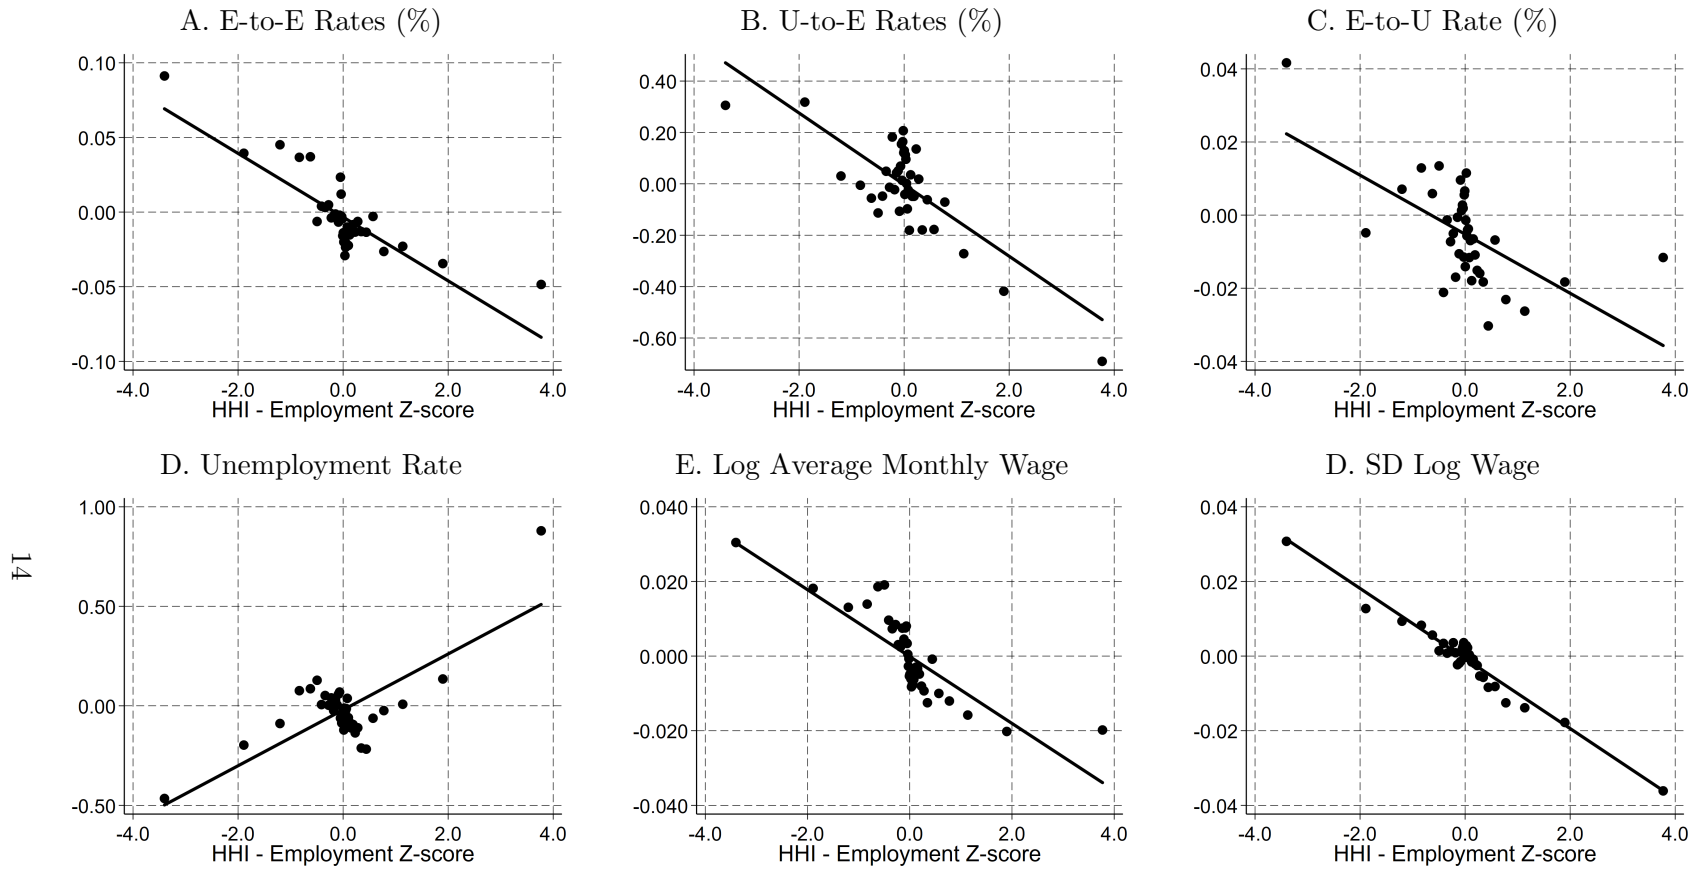 A. E-to-E Rates (%)
0.10
0.05
0.00
-0.05
-0.10
-4.0 -2.0 0.0 2.0 4.0
HHI - Employment Z-score
B. U-to-E Rates (%)
0.40
0.20
0.00
-0.20
-0.40
-0.60
-4.0 -2.0 0.0 2.0 4.0
HHI - Employment Z-score
C. E-to-U Rate (%)
0.04
0.02
0.00
-0.02
-0.04
-4.0 -2.0 0.0 2.0 4.0
HHI - Employment Z-score
D. Unemployment Rate
1.00
0.50
0.00
-0.50
-4.0 -2.0 0.0 2.0 4.0
HHI - Employment Z-score
E. Log Average Monthly Wage
0.040
0.020
0.000
-0.020
-0.040
-4.0 -2.0 0.0 2.0 4.0
HHI - Employment Z-score
D. SD Log Wage
0.04
0.02
0.00
-0.02
-0.04
-4.0 -2.0 0.0 2.0 4.0
HHI - Employment Z-score
14